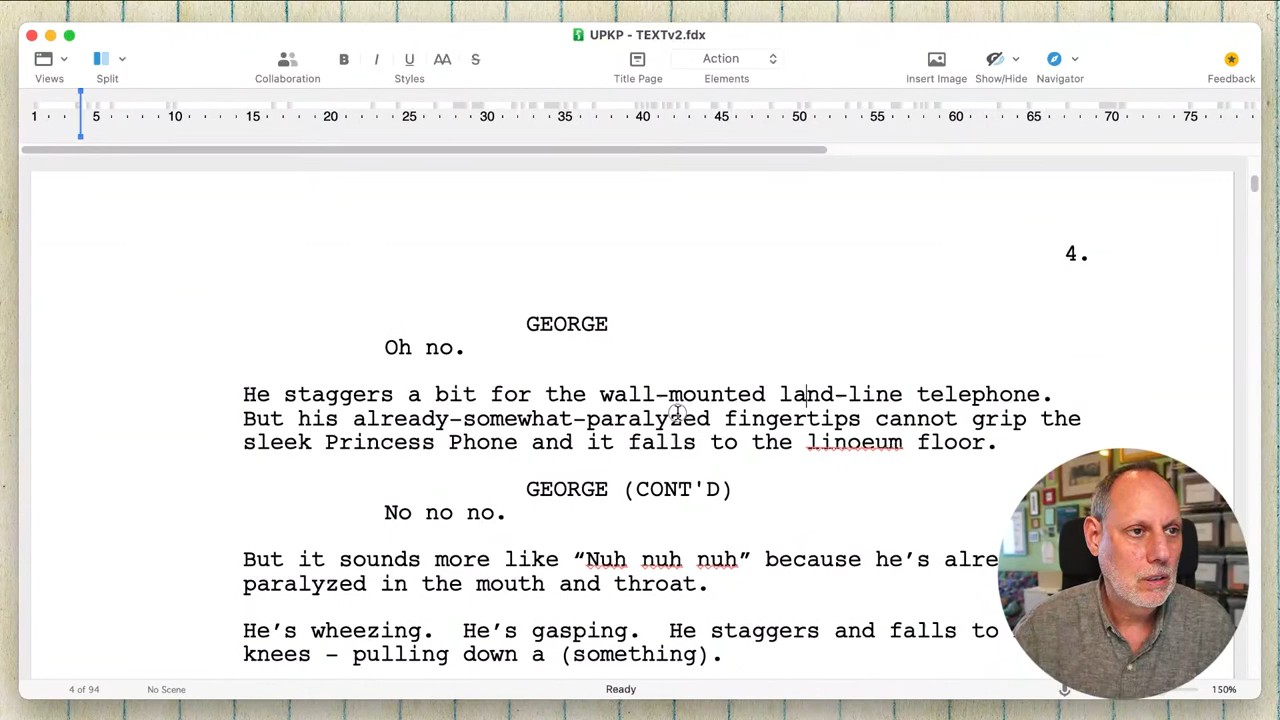 UPKP - TEXTv2.fdx
Views Split Collaboration B I U AA S Styles Title Page Action Elements Insert Image Show/Hide Navigator Feedback
1 5 10 15 20 25 30 35 40 45 50 55 60 65 70 75
4.
GEORGE
Oh no.
He staggers a bit for the wall-mounted land-line telephone.
But his already-somewhat-paralyzed fingertips cannot grip the
sleek Princess Phone and it falls to the linoeum floor.
GEORGE (CONT'D)
No no no.
But it sounds more like “Nuh nuh nuh” because he’s alre
paralyzed in the mouth and throat.
He’s wheezing.  He’s gasping.  He staggers and falls to
knees – pulling down a (something).
4 of 94 No Scene Ready 150%